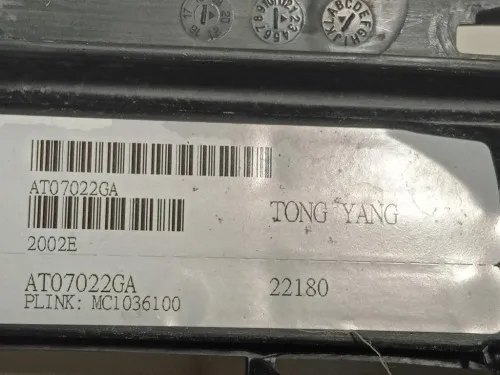 AT07022GA
TONG YANG
2002E
AT07022GA
22180
PLINK: MC1036100